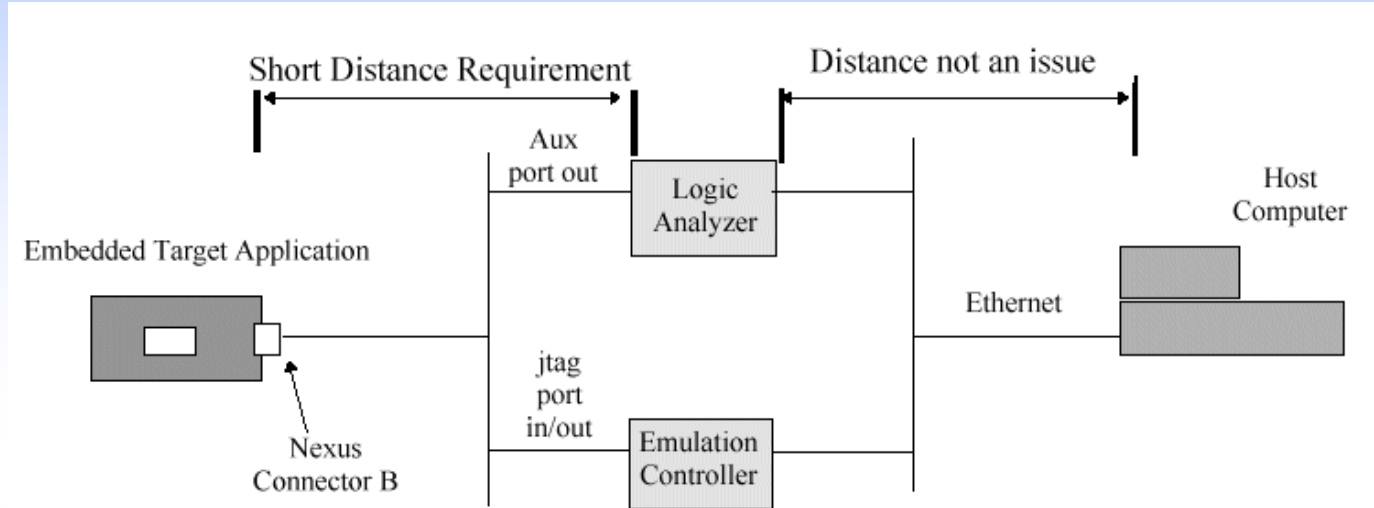 Short Distance Requirement
Distance not an issue
Aux
port out
Logic
Analyzer
Host
Computer
Embedded Target Application
Ethernet
jtag
port
in/out
Nexus
Connector B
Emulation
Controller